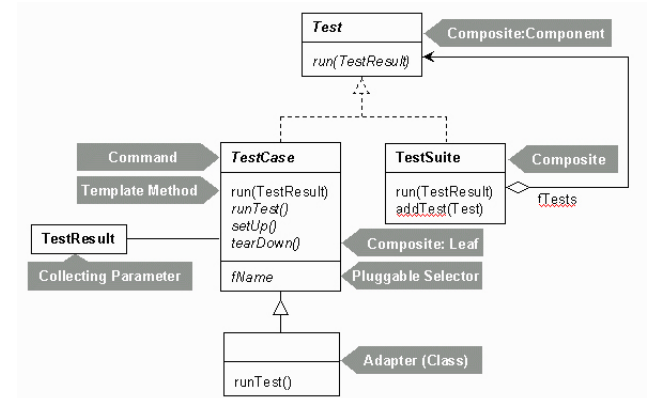 Test
Composite:Component
run(TestResult)
Command
TestCase
TestSuite
Composite
Template Method
run(TestResult)
runTest()
setUp()
tearDown()
run(TestResult)
addTest(Test)
fTests
TestResult
Composite: Leaf
Collecting Parameter
fName
Pluggable Selector
Adapter (Class)
runTest()